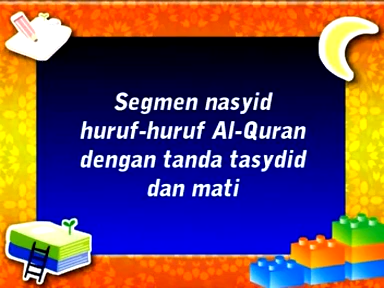 Segmen nasyid
huruf-huruf Al-Quran
dengan tanda tasydid
dan mati